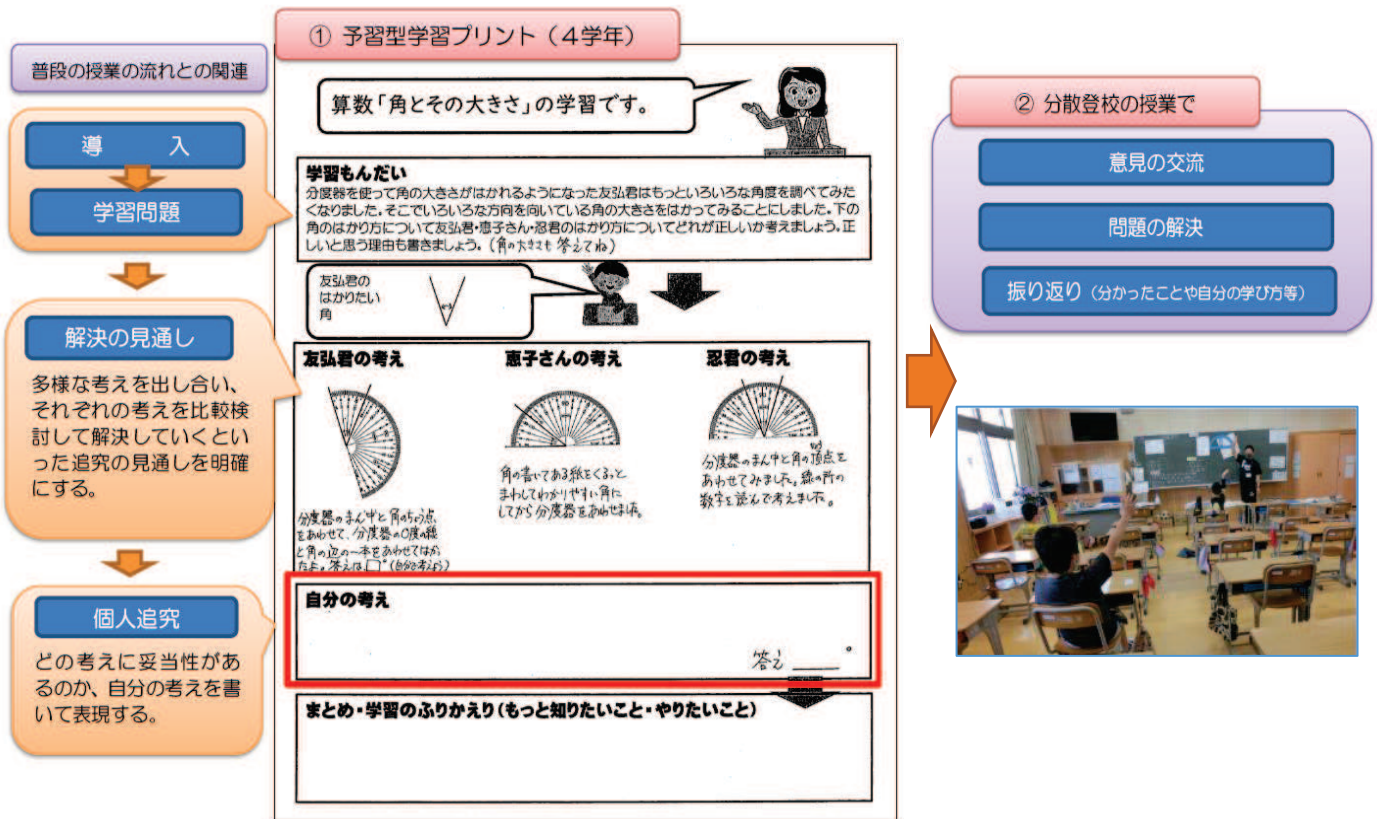 普段の授業の流れとの関連
導 入
学習問題
解決の見通し
多様な考えを出し合い、
それぞれの考えを比較検
討して解決していくとい
った追究の見通しを明確
にする。
個人追究
どの考えに妥当性があ
るのか、自分の考えを書
いて表現する。
① 予習型学習プリント（４学年）
算数「角とその大きさ」の学習です。
学習もんだい
分度器を使って角の大きさがはかれるようになった友弘君はもっといろいろな角度を調べてみた
くなりました。そこでいろいろな方向を向いている角の大きさをはかってみることにしました。下の
角のはかり方について友弘君・恵子さん・忍君のはかり方についてどれが正しいか考えましょう。正
しいと思う理由も書きましょう。（角の大きさも答えてね）
友弘君の
はかりたい
角
友弘君の考え
分度器のまん中と角のちょう点
をあわせて、分度器の0度の線
と角の辺の一本をあわせてはかっ
たよ。答えは□°（自分で考えよう）
恵子さんの考え
角の書いてある紙をくるっと
まわしてわかりやすい角に
してから分度器をあわせました。
忍君の考え
分度器のまん中と角の頂点を
あわせてみました。線の所の
数字を読んで考えました。
自分の考え
答え ＿＿ °
まとめ・学習のふりかえり（もっと知りたいこと・やりたいこと）
② 分散登校の授業で
意見の交流
問題の解決
振り返り（分かったことや自分の学び方等）